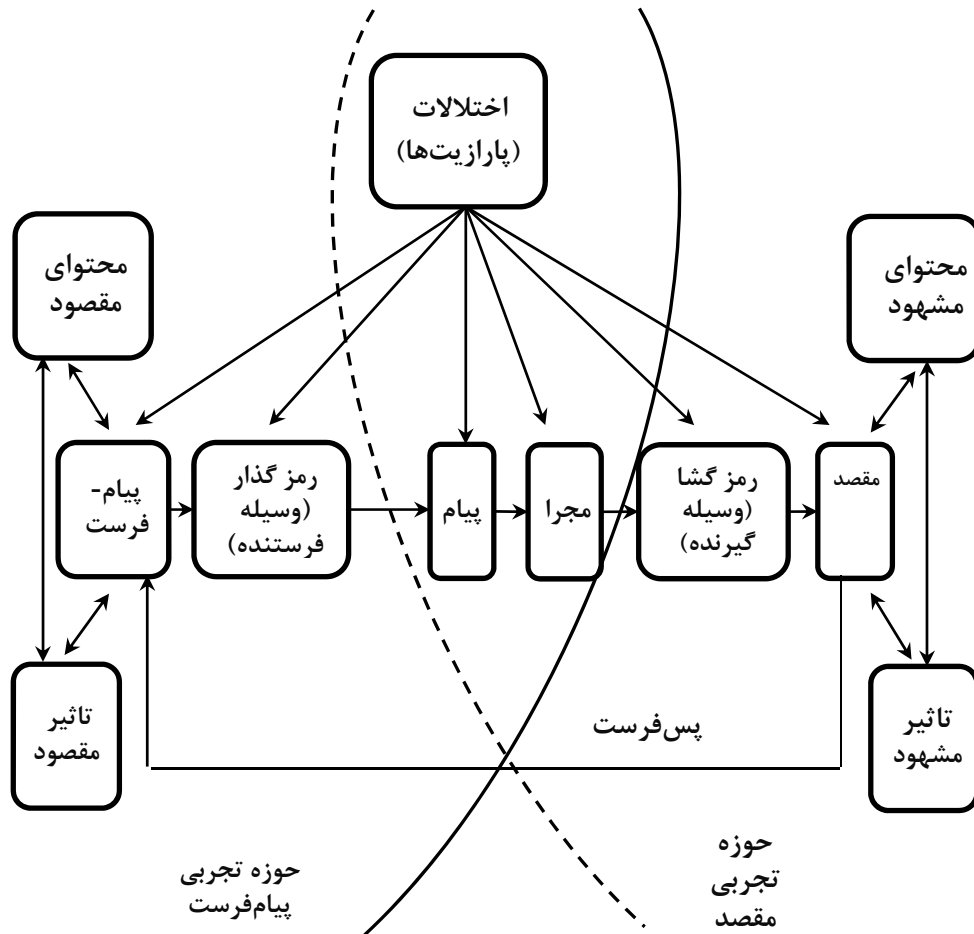 اختلالات
(پارازیت‌ها)
محتوای
مقصود
محتوای
مشهود
پیام-
فرست
رمز گذار
(وسیله
فرستنده)
پیام
مجرا
رمز گشا
(وسیله
گیرنده)
مقصد
تاثیر
مقصود
تاثیر
مشهود
پس‌فرست
حوزه تجربی
پیام‌فرست
حوزه
تجربی
مقصد